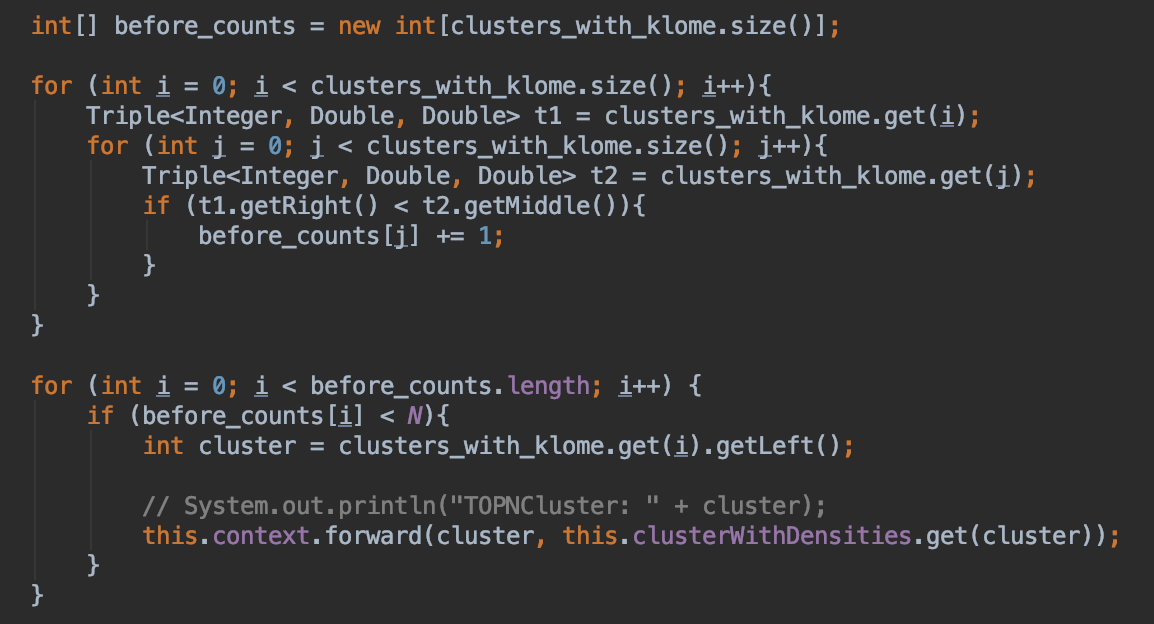 int[] before_counts = new int[clusters_with_klome.size()];
for (int i = 0; i < clusters_with_klome.size(); i++){
Triple<Integer, Double, Double> t1 = clusters_with_klome.get(i);
for (int j = 0; j < clusters_with_klome.size(); j++){
Triple<Integer, Double, Double> t2 = clusters_with_klome.get(j);
if (t1.getRight() < t2.getMiddle()){
before_counts[j] += 1;
}
}
}
for (int i = 0; i < before_counts.length; i++) {
if (before_counts[i] < N){
int cluster = clusters_with_klome.get(i).getLeft();
// System.out.println("TOPNCluster: " + cluster);
this.context.forward(cluster, this.clusterWithDensities.get(cluster));
}
}